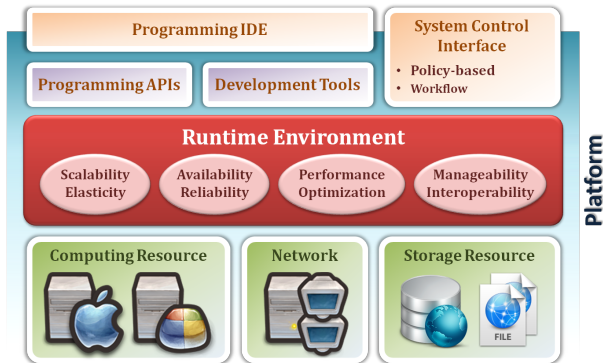 Programming IDE
System Control
Interface
• Policy-based
• Workflow
Programming APIs
Development Tools
Runtime Environment
Scalability
Elasticity
Availability
Reliability
Performance
Optimization
Manageability
Interoperability
Platform
Computing Resource
Network
Storage Resource
FILE